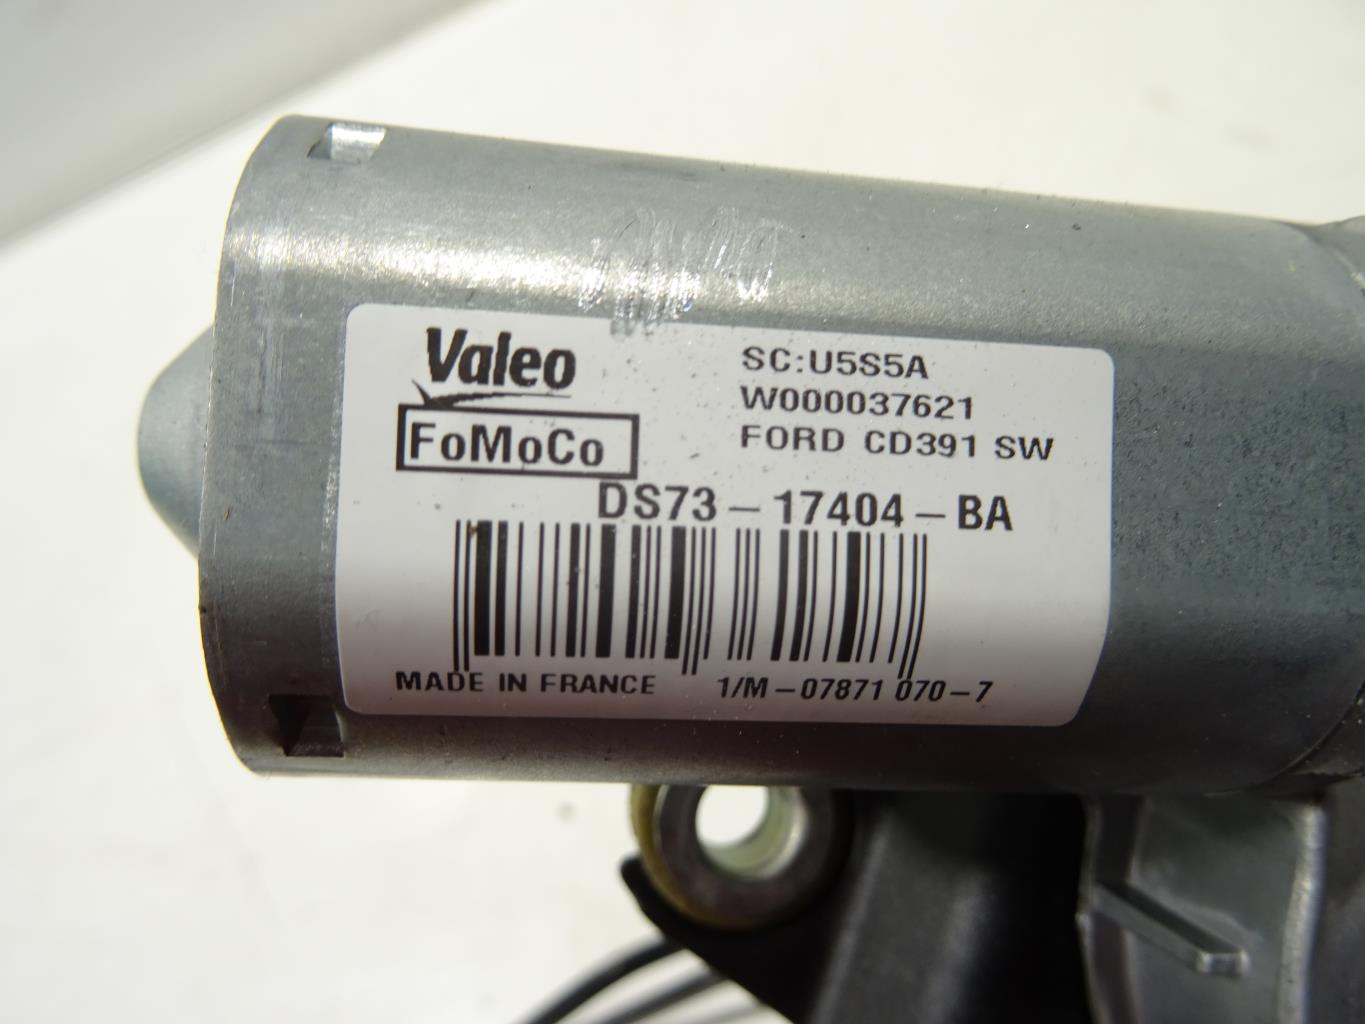 Valeo
FoMoCo
SC:U5S5A
W000037621
FORD CD391 SW
DS73-17404-BA
MADE IN FRANCE 1/M-07871 070-7